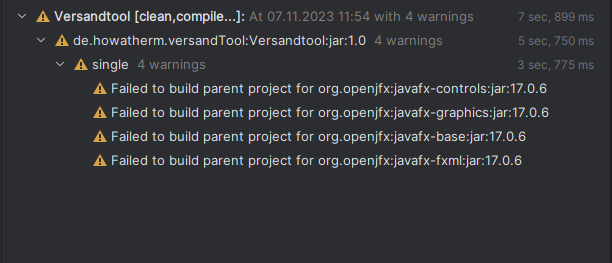 Versandtool [clean,compile...]: At 07.11.2023 11:54 with 4 warnings 7 sec, 899 ms
de.howatherm.versandTool:Versandtool:jar:1.0 4 warnings 5 sec, 750 ms
single 4 warnings 3 sec, 775 ms
Failed to build parent project for org.openjfx:javafx-controls:jar:17.0.6
Failed to build parent project for org.openjfx:javafx-graphics:jar:17.0.6
Failed to build parent project for org.openjfx:javafx-base:jar:17.0.6
Failed to build parent project for org.openjfx:javafx-fxml:jar:17.0.6